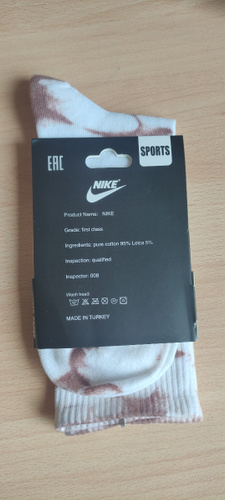 EAC
SPORTS
NIKE
Product Name: NIKE
Grade: first class
Ingredients: pure cotton 95% Leica 5%
Inspection: qualified
Inspector: 008
Wash head:
MADE IN TURKEY